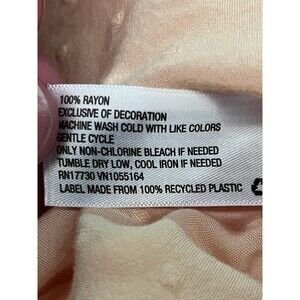 100% RAYON
EXCLUSIVE OF DECORATION
MACHINE WASH COLD WITH LIKE COLORS
GENTLE CYCLE
ONLY NON-CHLORINE BLEACH IF NEEDED
TUMBLE DRY LOW, COOL IRON IF NEEDED
RN17730 VN1055164
LABEL MADE FROM 100% RECYCLED PLASTIC